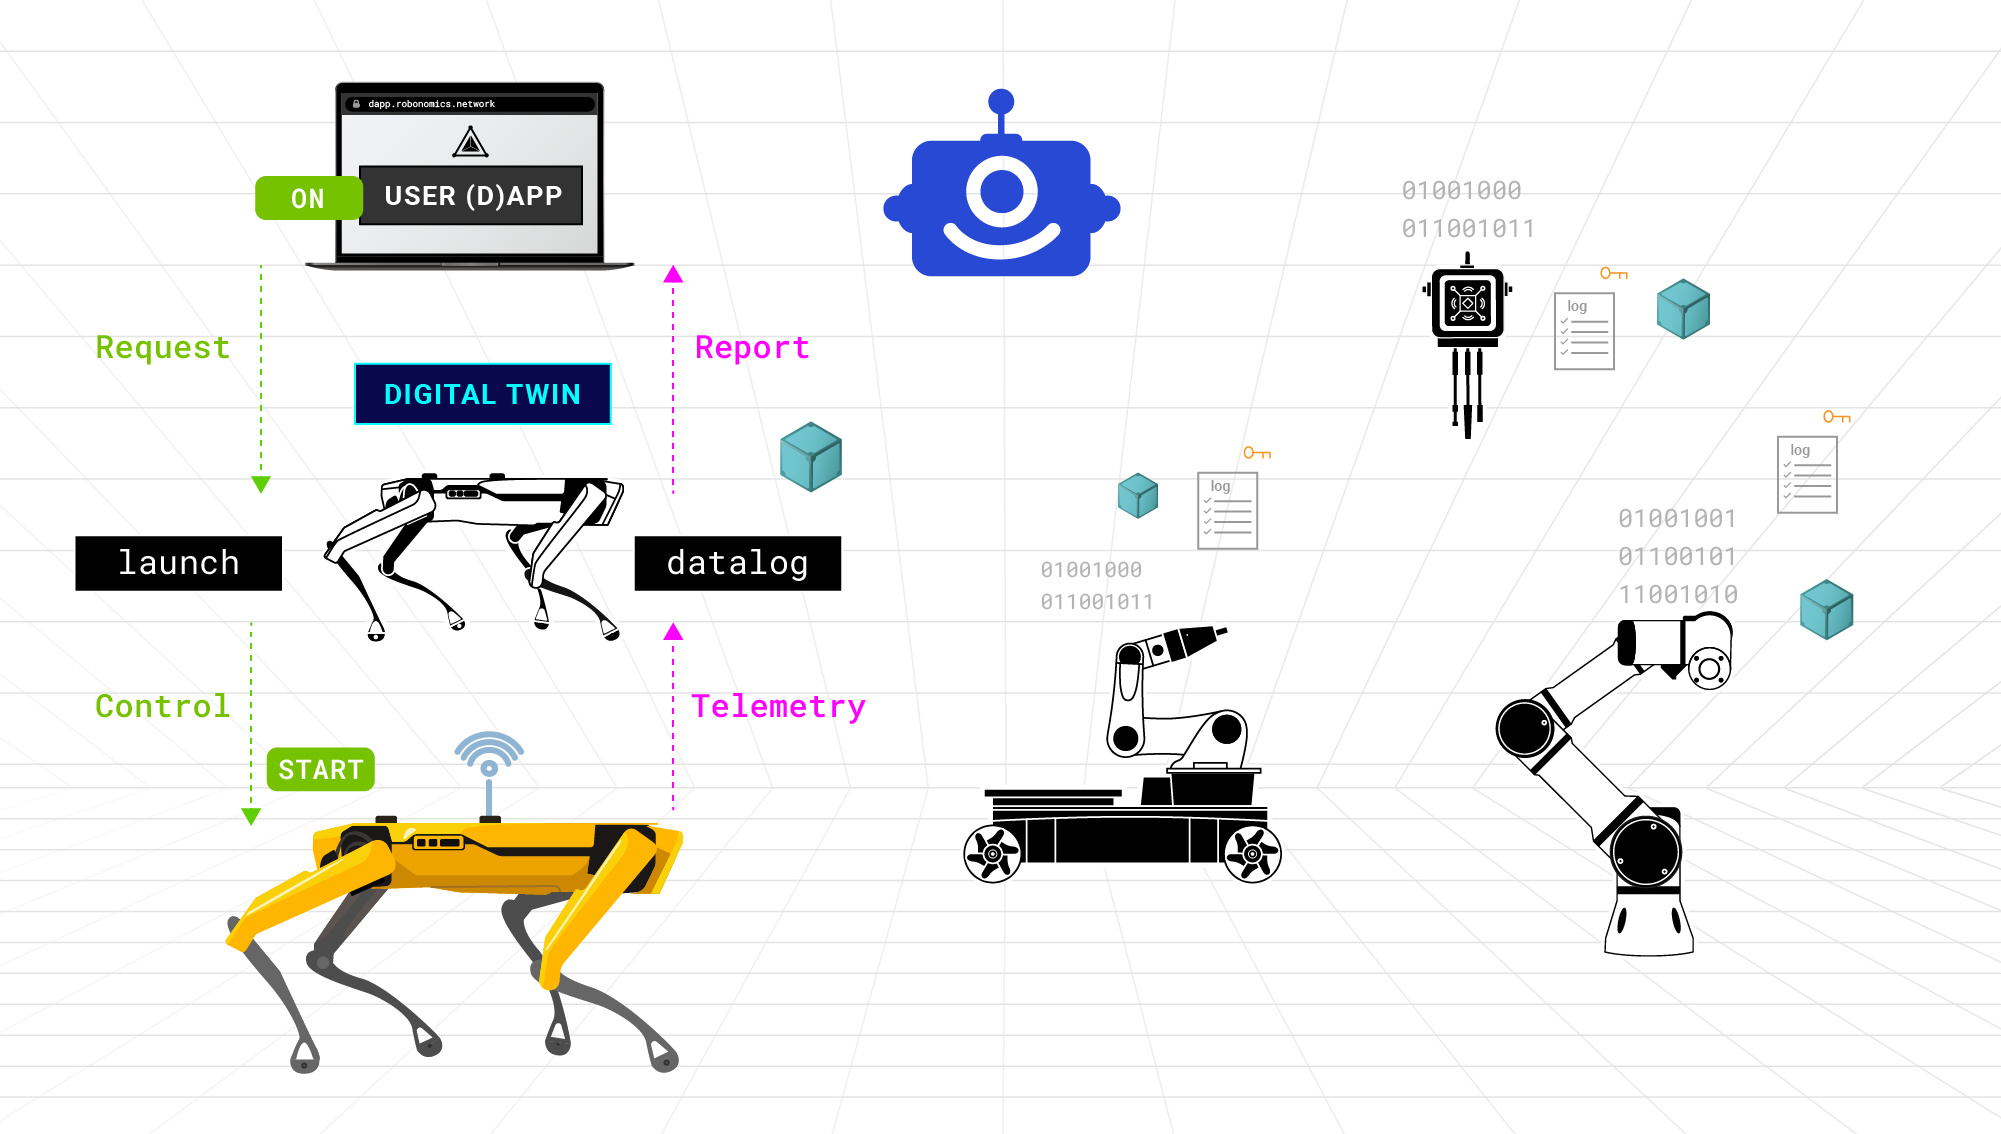 dapp.robonomics.network
USER (D)APP
ON
Request
Report
DIGITAL TWIN
launch
datalog
Control
Telemetry
START
01001000
011001011
log
log
01001000
011001011
log
01001001
01100101
11001010